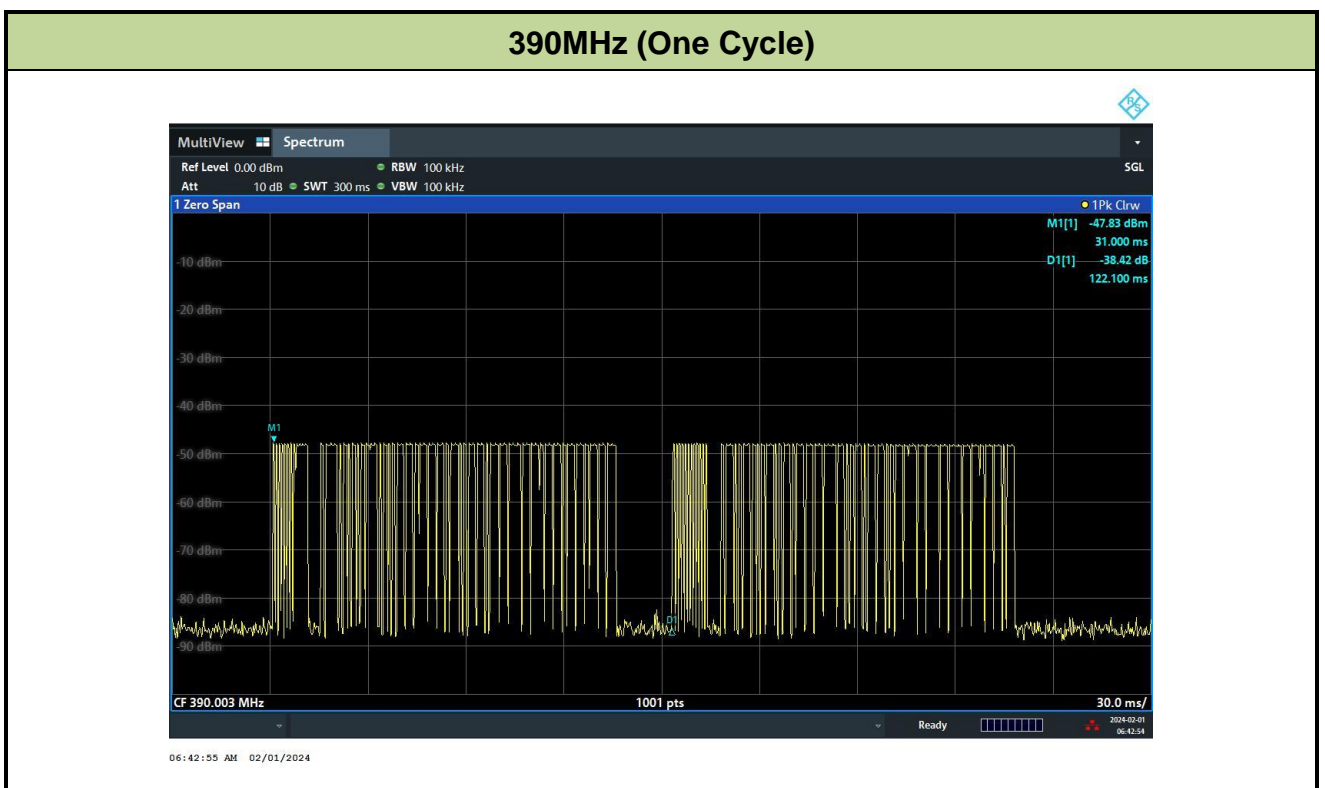 390MHz (One Cycle)
R S
MultiView Spectrum
Ref Level 0.00 dBm RBW 100 kHz SGL
Att 10 dB SWT 300 ms VBW 100 kHz
1 Zero Span 1Pk Clrw
M1[1] -47.83 dBm
31.000 ms
-10 dBm D1[1] -38.42 dB
122.100 ms
-20 dBm
-30 dBm
-40 dBm
M1
-50 dBm
-60 dBm
-70 dBm
-80 dBm
D1
-90 dBm
CF 390.003 MHz 1001 pts 30.0 ms/
Ready 2024-02-01
06:42:54
06:42:55 AM 02/01/2024